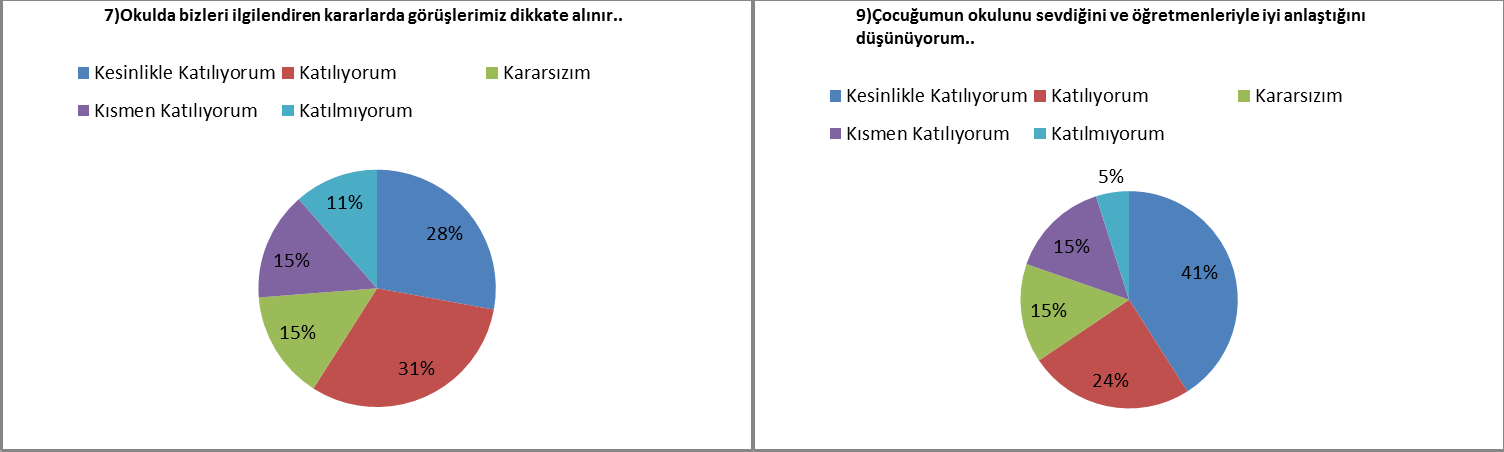 7)Okulda bizleri ilgilendiren kararlarda görüşlerimiz dikkate alınır..
Kesinlikle Katılıyorum Katılıyorum Kararsızım
Kısmen Katılıyorum Katılmıyorum
11%
28%
15%
15%
31%
9)Çocuğumun okulunu sevdiğini ve öğretmenleriyle iyi anlaştığını
düşünüyorum..
Kesinlikle Katılıyorum Katılıyorum Kararsızım
Kısmen Katılıyorum Katılmıyorum
5%
15%
41%
15%
24%